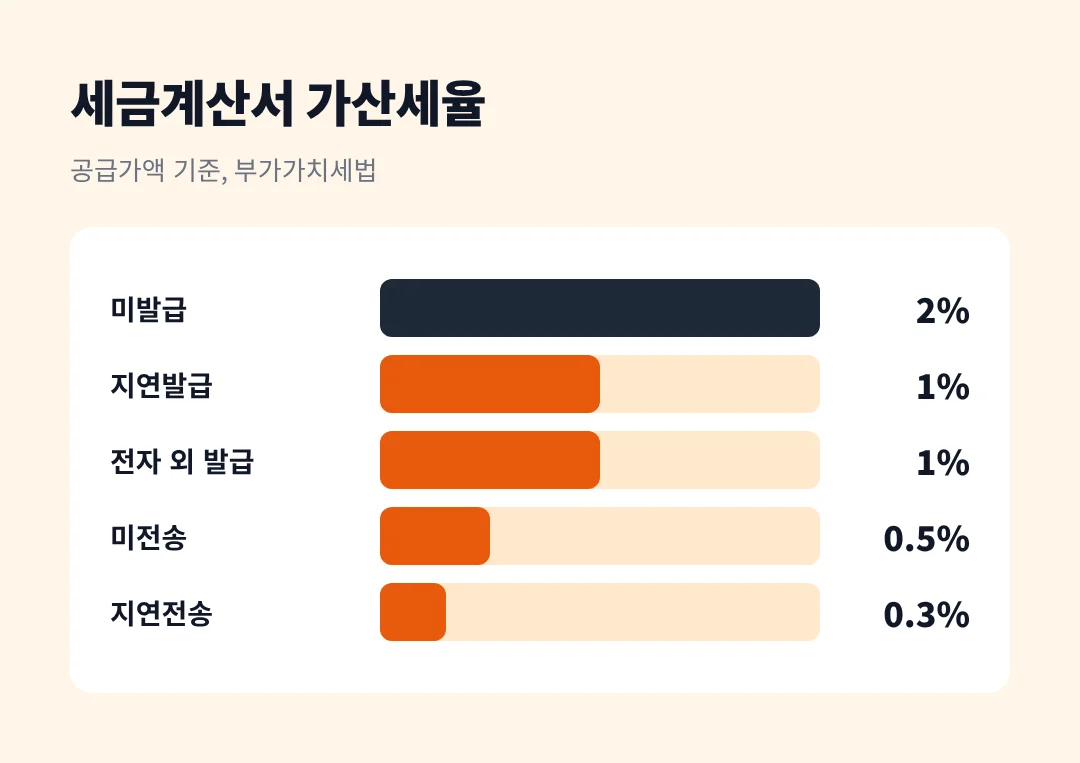 세금계산서 가산세율
공급가액 기준, 부가가치세법
미발급 2%
지연발급 1%
전자 외 발급 1%
미전송 0.5%
지연전송 0.3%